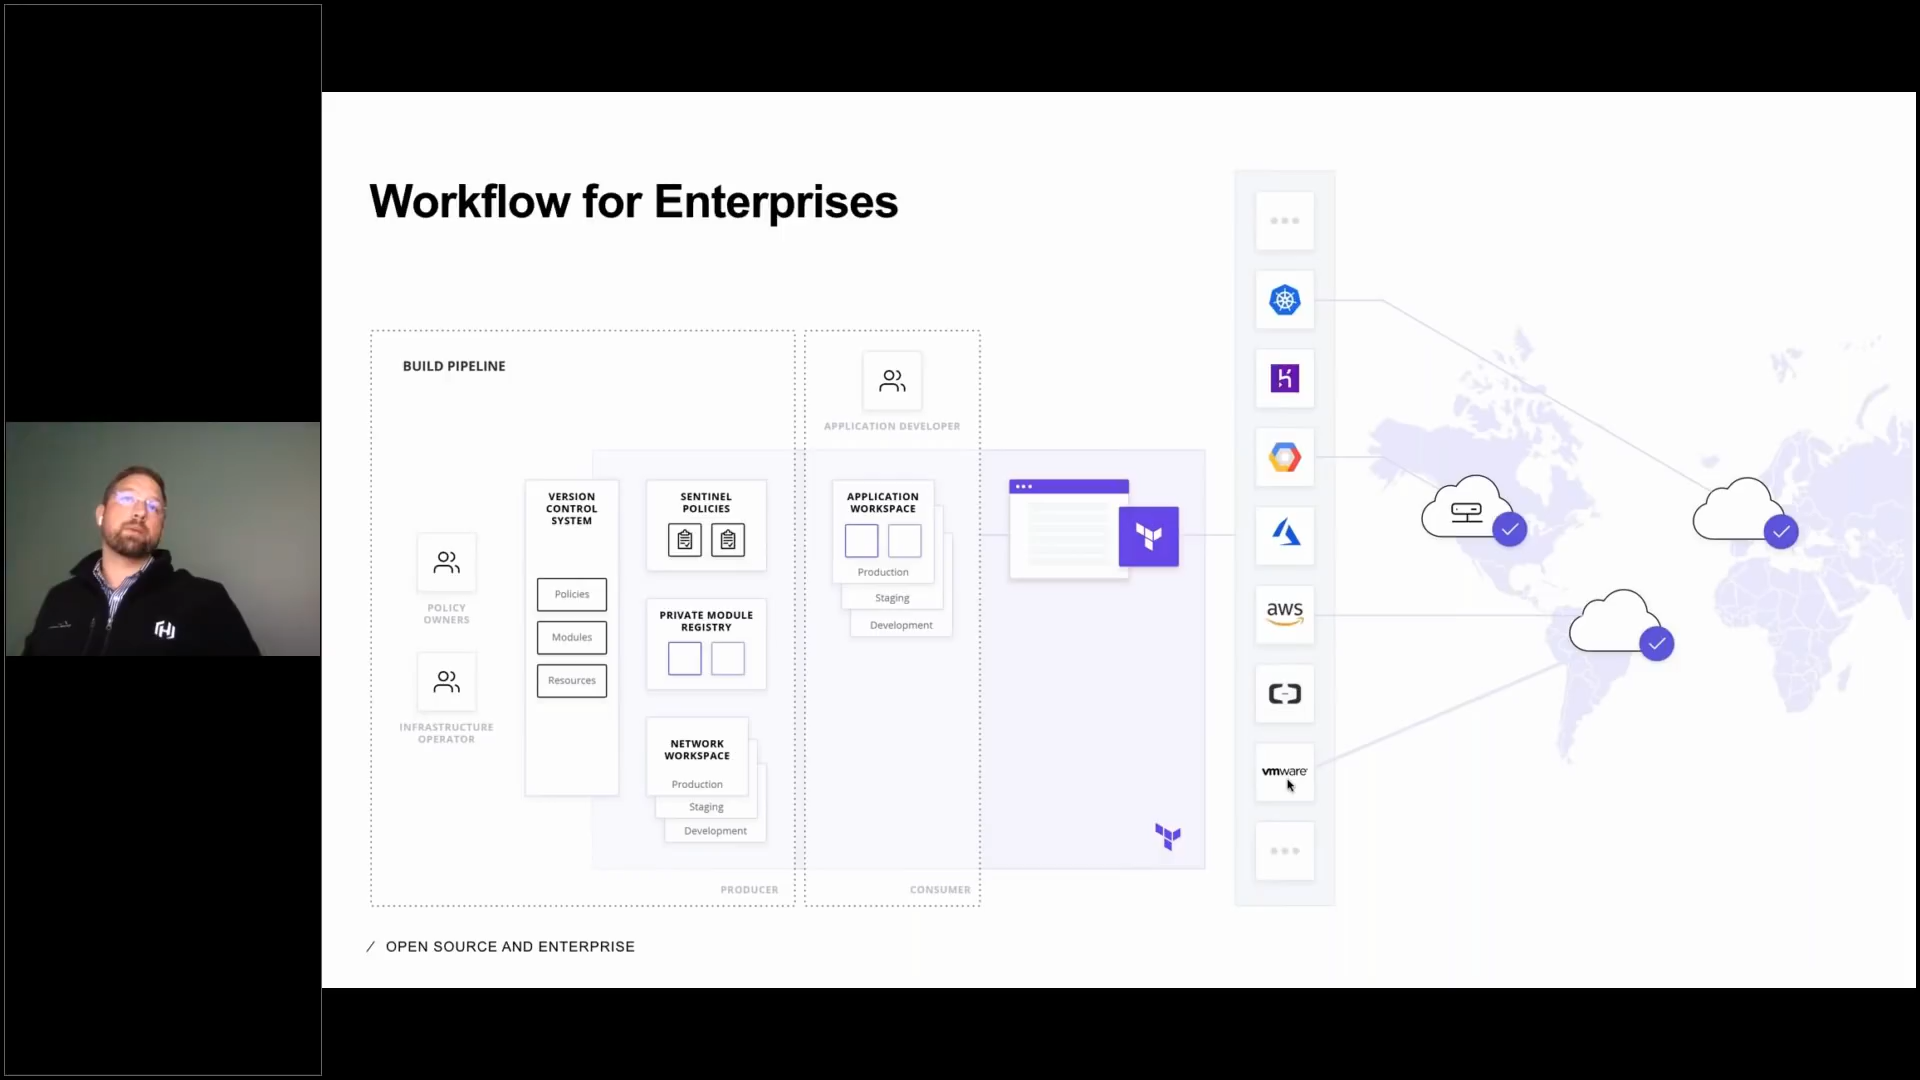 Workflow for Enterprises
BUILD PIPELINE
POLICY
OWNERS
INFRASTRUCTURE
OPERATOR
VERSION
CONTROL
SYSTEM
Policies
Modules
Resources
SENTINEL
POLICIES
PRIVATE MODULE
REGISTRY
NETWORK
WORKSPACE
Production
Staging
Development
PRODUCER
APPLICATION DEVELOPER
APPLICATION
WORKSPACE
Production
Staging
Development
CONSUMER
aws
vmware
/ OPEN SOURCE AND ENTERPRISE